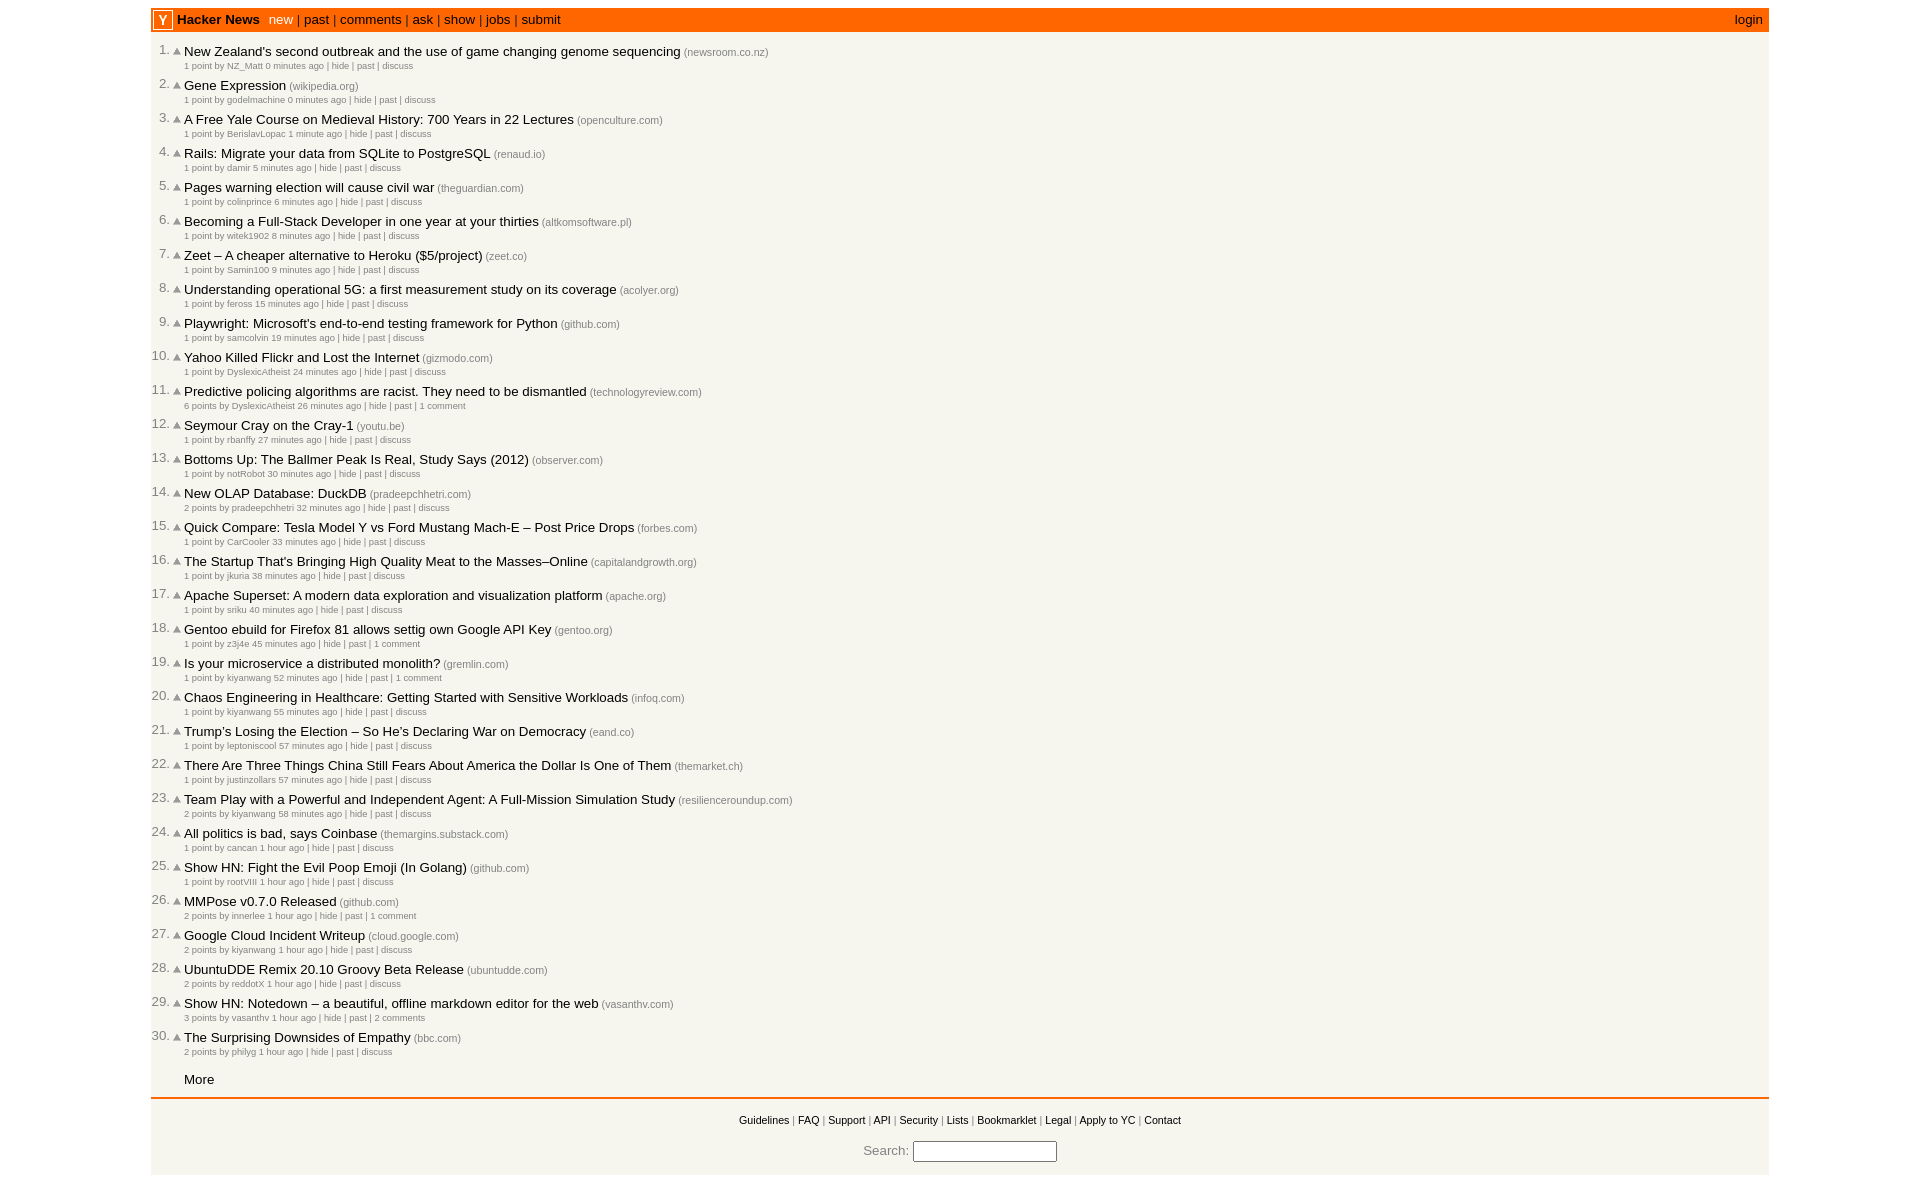 Y Hacker News new | past | comments | ask | show | jobs | submit login
1. New Zealand's second outbreak and the use of game changing genome sequencing (newsroom.co.nz)
1 point by NZ_Matt 0 minutes ago | hide | past | discuss
2. Gene Expression (wikipedia.org)
1 point by godelmachine 0 minutes ago | hide | past | discuss
3. A Free Yale Course on Medieval History: 700 Years in 22 Lectures (openculture.com)
1 point by BerislavLopac 1 minute ago | hide | past | discuss
4. Rails: Migrate your data from SQLite to PostgreSQL (renaud.io)
1 point by damir 5 minutes ago | hide | past | discuss
5. Pages warning election will cause civil war (theguardian.com)
1 point by colinprince 6 minutes ago | hide | past | discuss
6. Becoming a Full-Stack Developer in one year at your thirties (altkomsoftware.pl)
1 point by witek1902 8 minutes ago | hide | past | discuss
7. Zeet – A cheaper alternative to Heroku ($5/project) (zeet.co)
1 point by Samin100 9 minutes ago | hide | past | discuss
8. Understanding operational 5G: a first measurement study on its coverage (acolyer.org)
1 point by feross 15 minutes ago | hide | past | discuss
9. Playwright: Microsoft's end-to-end testing framework for Python (github.com)
1 point by samcolvin 19 minutes ago | hide | past | discuss
10. Yahoo Killed Flickr and Lost the Internet (gizmodo.com)
1 point by DyslexicAtheist 24 minutes ago | hide | past | discuss
11. Predictive policing algorithms are racist. They need to be dismantled (technologyreview.com)
6 points by DyslexicAtheist 26 minutes ago | hide | past | 1 comment
12. Seymour Cray on the Cray-1 (youtu.be)
1 point by rbanffy 27 minutes ago | hide | past | discuss
13. Bottoms Up: The Ballmer Peak Is Real, Study Says (2012) (observer.com)
1 point by notRobot 30 minutes ago | hide | past | discuss
14. New OLAP Database: DuckDB (pradeepchhetri.com)
2 points by pradeepchhetri 32 minutes ago | hide | past | discuss
15. Quick Compare: Tesla Model Y vs Ford Mustang Mach-E – Post Price Drops (forbes.com)
1 point by CarCooler 33 minutes ago | hide | past | discuss
16. The Startup That's Bringing High Quality Meat to the Masses–Online (capitalandgrowth.org)
1 point by jkuria 38 minutes ago | hide | past | discuss
17. Apache Superset: A modern data exploration and visualization platform (apache.org)
1 point by sriku 40 minutes ago | hide | past | discuss
18. Gentoo ebuild for Firefox 81 allows settig own Google API Key (gentoo.org)
1 point by z3j4e 45 minutes ago | hide | past | 1 comment
19. Is your microservice a distributed monolith? (gremlin.com)
1 point by kiyanwang 52 minutes ago | hide | past | 1 comment
20. Chaos Engineering in Healthcare: Getting Started with Sensitive Workloads (infoq.com)
1 point by kiyanwang 55 minutes ago | hide | past | discuss
21. Trump's Losing the Election – So He's Declaring War on Democracy (eand.co)
1 point by leptoniscool 57 minutes ago | hide | past | discuss
22. There Are Three Things China Still Fears About America the Dollar Is One of Them (themarket.ch)
1 point by justinzollars 57 minutes ago | hide | past | discuss
23. Team Play with a Powerful and Independent Agent: A Full-Mission Simulation Study (resilienceroundup.com)
2 points by kiyanwang 58 minutes ago | hide | past | discuss
24. All politics is bad, says Coinbase (themargins.substack.com)
1 point by cancan 1 hour ago | hide | past | discuss
25. Show HN: Fight the Evil Poop Emoji (In Golang) (github.com)
1 point by rootVIII 1 hour ago | hide | past | discuss
26. MMPose v0.7.0 Released (github.com)
2 points by innerlee 1 hour ago | hide | past | 1 comment
27. Google Cloud Incident Writeup (cloud.google.com)
2 points by kiyanwang 1 hour ago | hide | past | discuss
28. UbuntuDDE Remix 20.10 Groovy Beta Release (ubuntudde.com)
2 points by reddotX 1 hour ago | hide | past | discuss
29. Show HN: Notedown – a beautiful, offline markdown editor for the web (vasanthv.com)
3 points by vasanthv 1 hour ago | hide | past | 2 comments
30. The Surprising Downsides of Empathy (bbc.com)
2 points by philyg 1 hour ago | hide | past | discuss
More
Guidelines | FAQ | Support | API | Security | Lists | Bookmarklet | Legal | Apply to YC | Contact
Search: